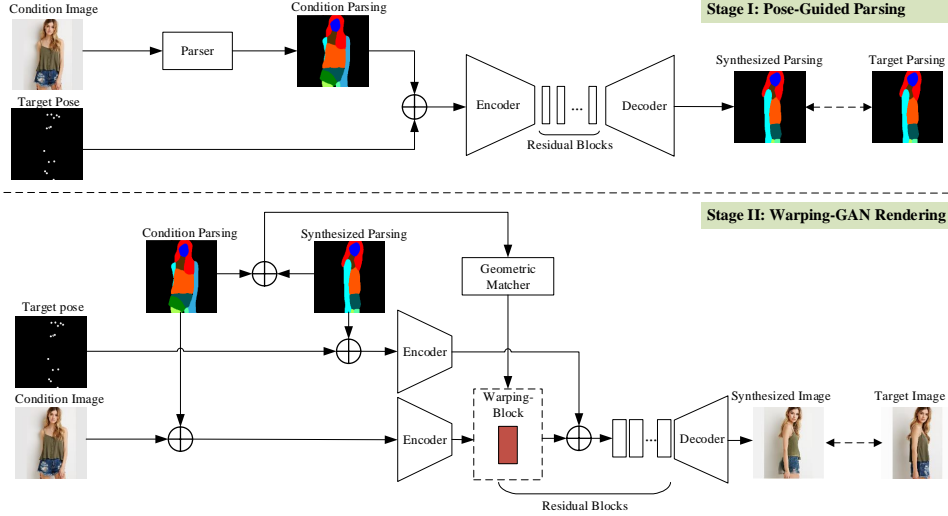 Condition Image
Stage I: Pose-Guided Parsing
Condition Parsing
Parser
Synthesized Parsing
Target Parsing
Target Pose
Encoder
...
Decoder
Residual Blocks
Stage II: Warping-GAN Rendering
Condition Parsing
Synthesized Parsing
Geometric
Matcher
Target pose
Encoder
Condition Image
Warping-
Block
Synthesized Image
Target Image
Encoder
...
Decoder
Residual Blocks